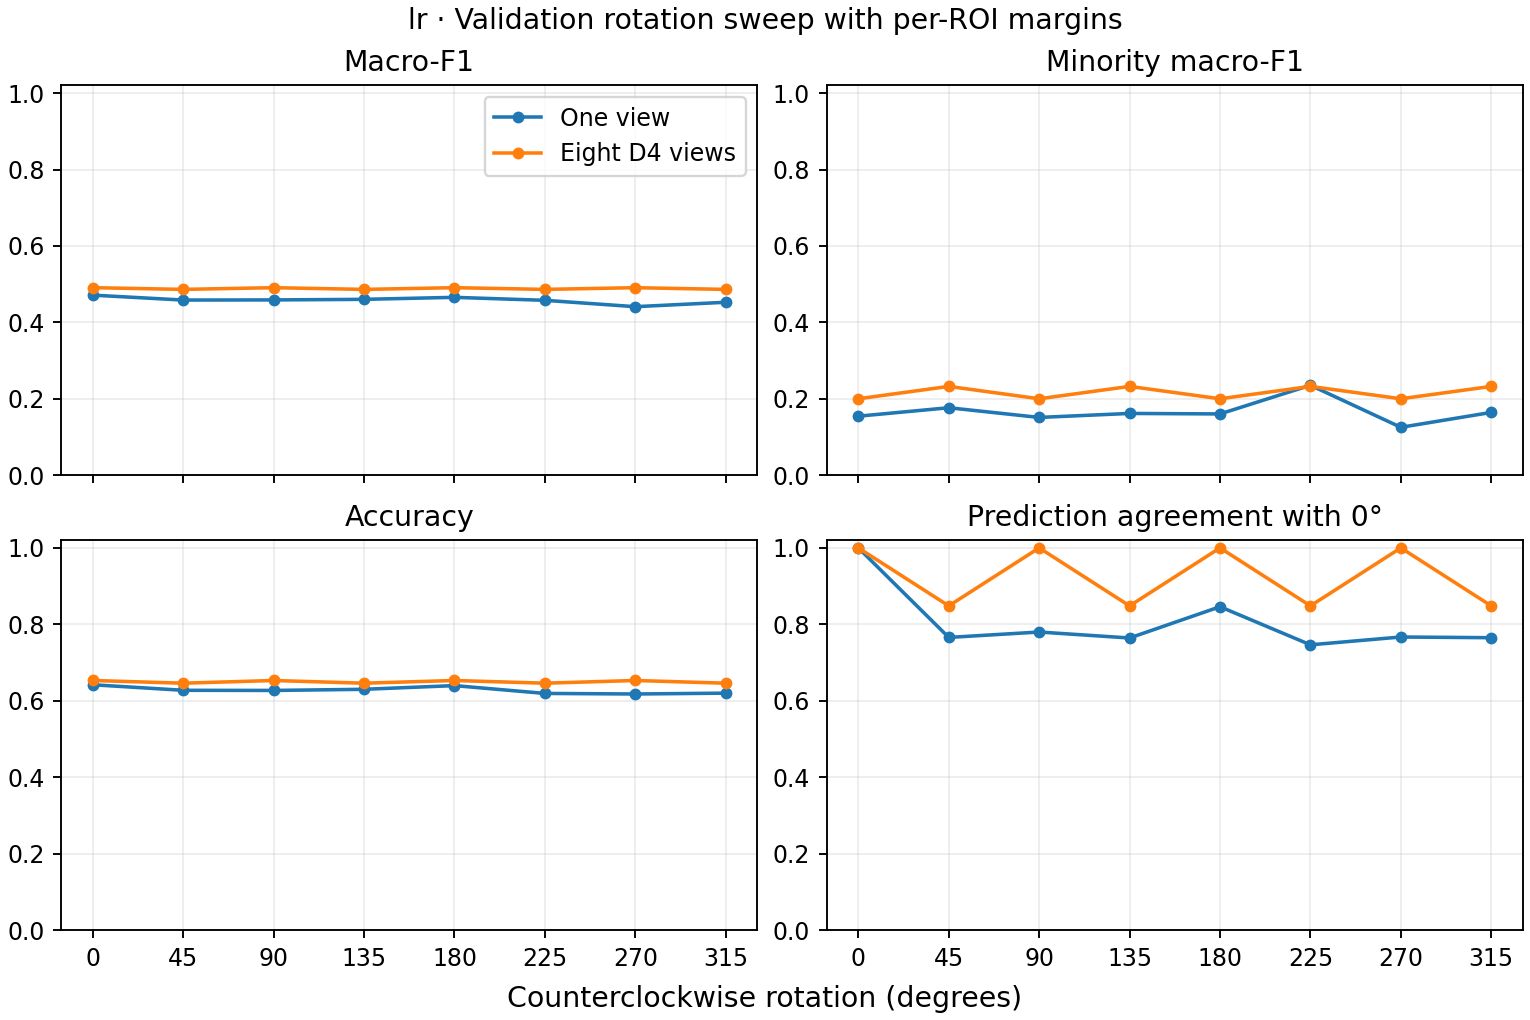 lr · Validation rotation sweep with per-ROI margins
Macro-F1
1.0
0.8
0.6
0.4
0.2
0.0
One view
Eight D4 views
Minority macro-F1
1.0
0.8
0.6
0.4
0.2
0.0
Accuracy
1.0
0.8
0.6
0.4
0.2
0.0
0 45 90 135 180 225 270 315
Prediction agreement with 0°
1.0
0.8
0.6
0.4
0.2
0.0
0 45 90 135 180 225 270 315
Counterclockwise rotation (degrees)